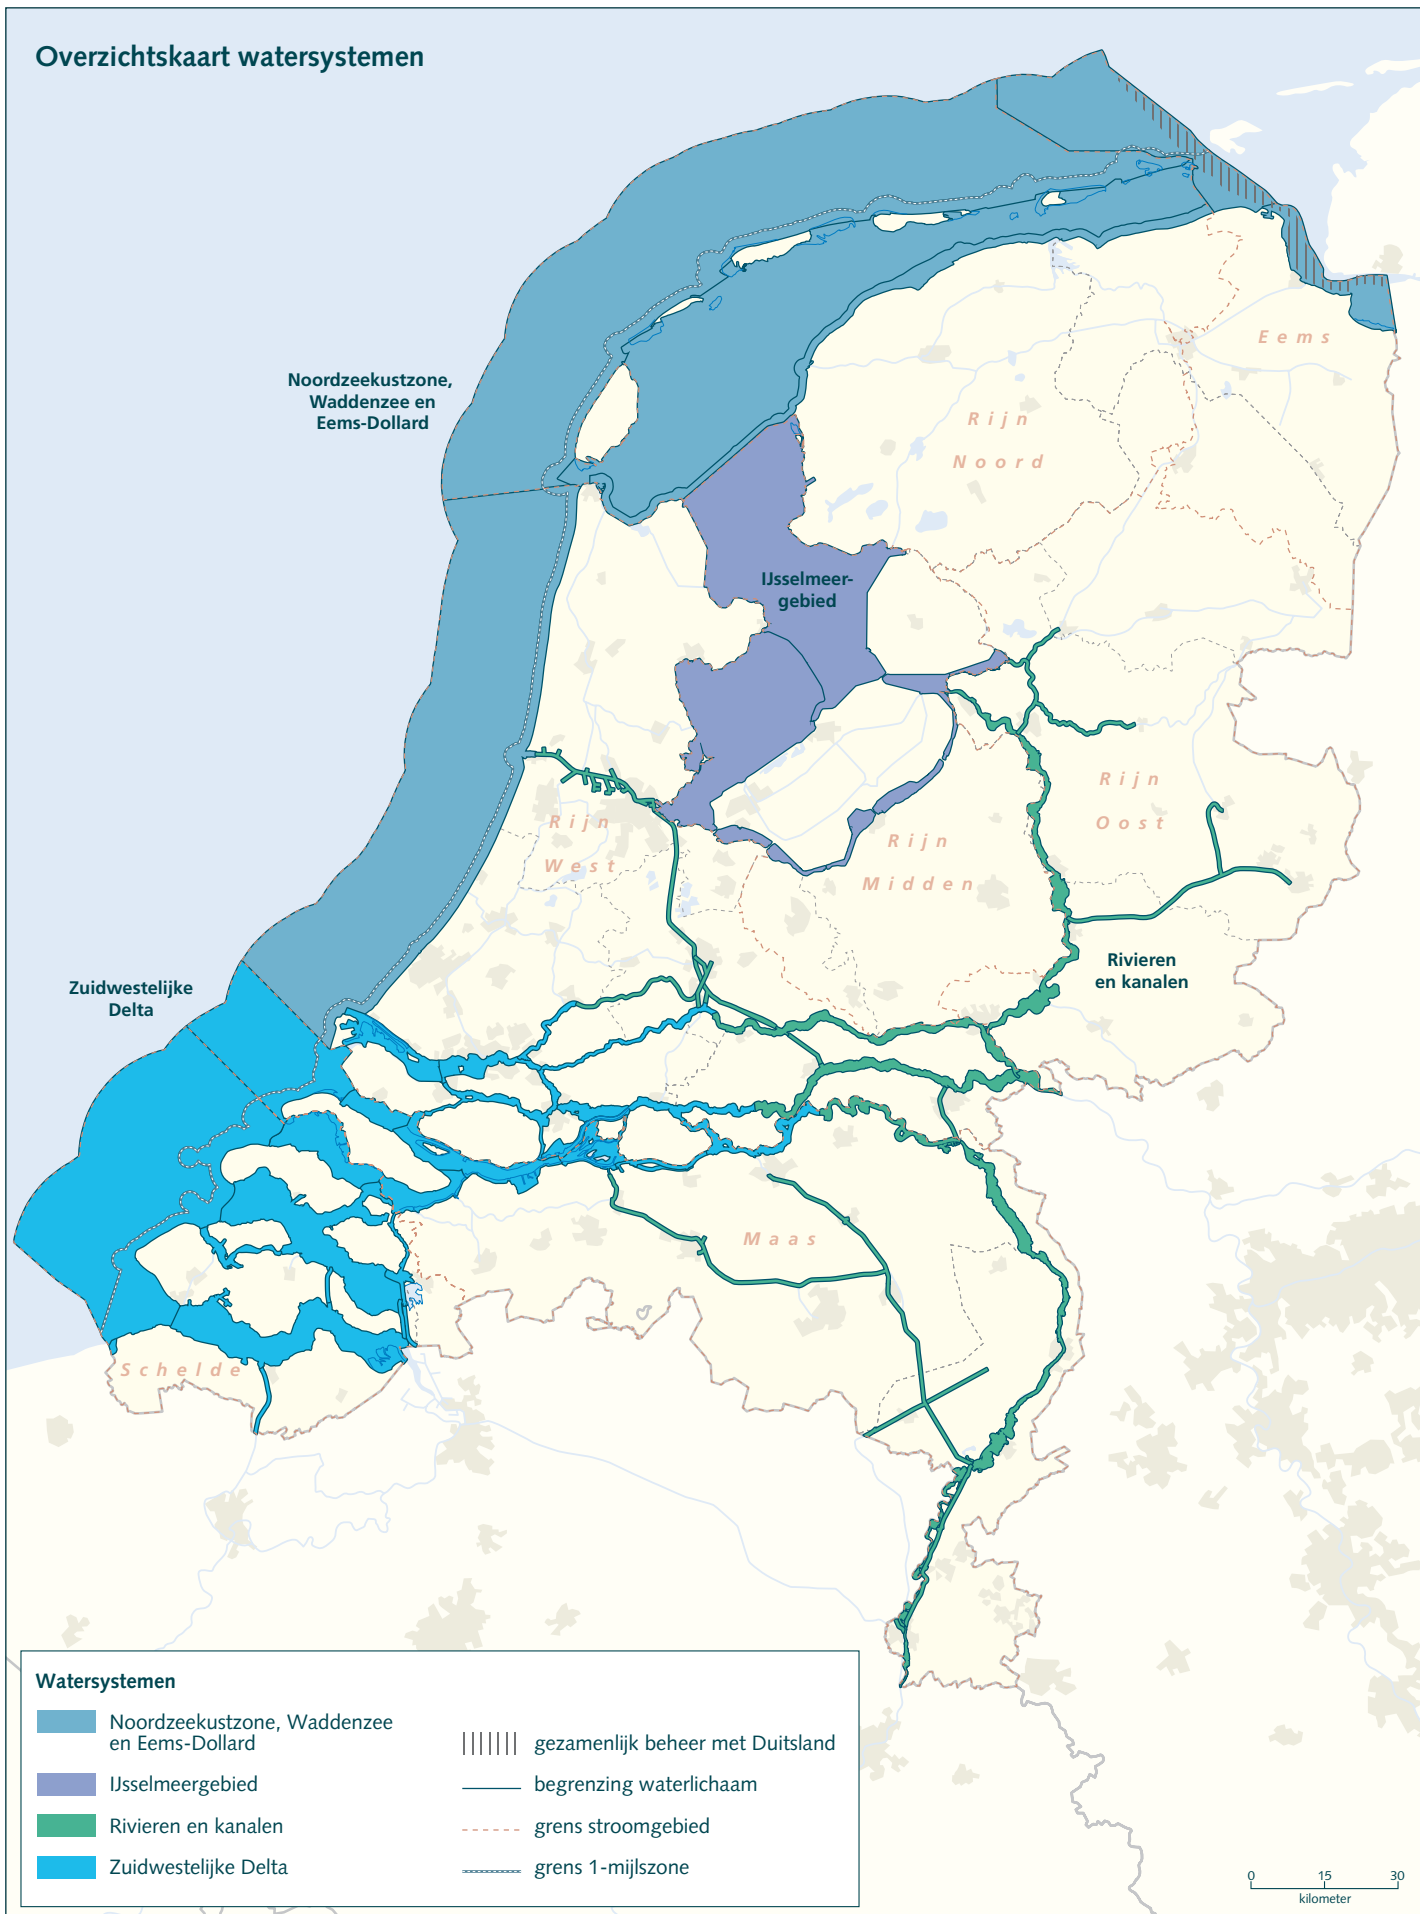 Overzichtskaart watersystemen
Noordzeekustzone,
Waddenzee en
Eems-Dollard
Eems
Rijn
Noord
IJsselmeer-
gebied
Rijn
Oost
Rijn
West
Rijn
Midden
Rivieren
en kanalen
Zuidwestelijke
Delta
Maas
Schelde
Watersystemen
Noordzeekustzone, Waddenzee
en Eems-Dollard
IJsselmeergebied
Rivieren en kanalen
Zuidwestelijke Delta
gezamenlijk beheer met Duitsland
begrenzing waterlichaam
grens stroomgebied
grens 1-mijlszone
0 15 30
kilometer